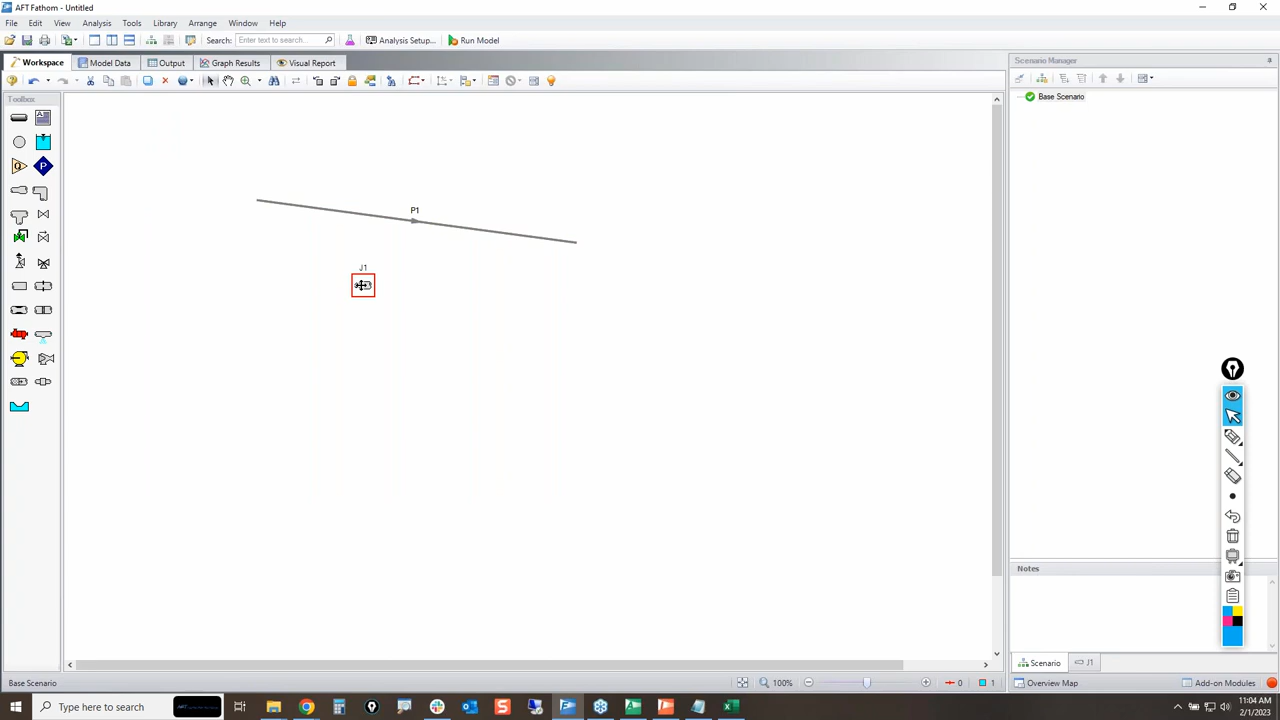 AFT Fathom - Untitled
File Edit View Analysis Tools Library Arrange Window Help
Search: Enter text to search... Analysis Setup... Run Model
Workspace Model Data Output Graph Results Visual Report
Scenario Manager
Toolbox
Base Scenario
P1
J1
Notes
Scenario J1
Base Scenario 100% 0 1 Overview Map Add-on Modules
Type here to search
11:04 AM
2/1/2023